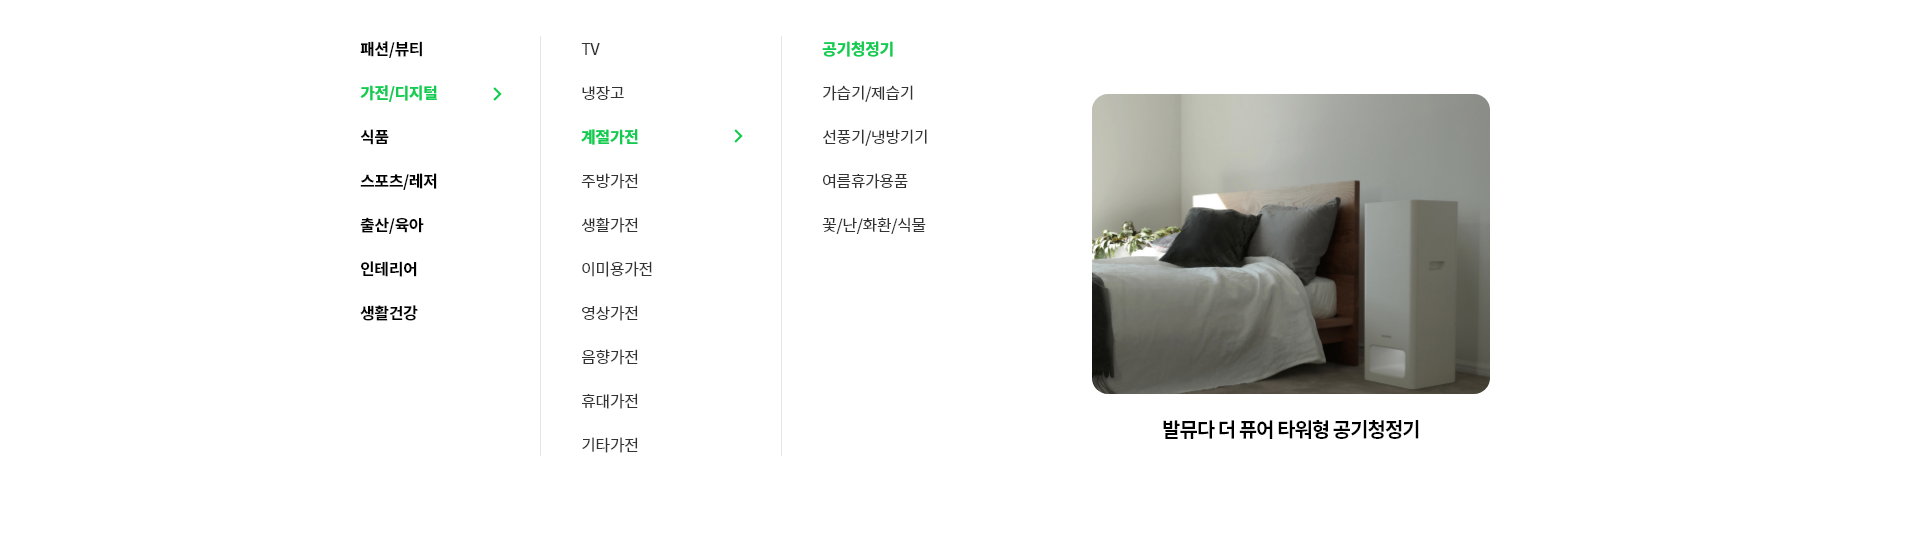 패션/뷰티
가전/디지털
식품
스포츠/레저
출산/육아
인테리어
생활건강
TV
냉장고
계절가전
주방가전
생활가전
이미용가전
영상가전
음향가전
휴대가전
기타가전
공기청정기
가습기/제습기
선풍기/냉방기기
여름휴가용품
꽃/난/화환/식물
발뮤다 더 퓨어 타워형 공기청정기